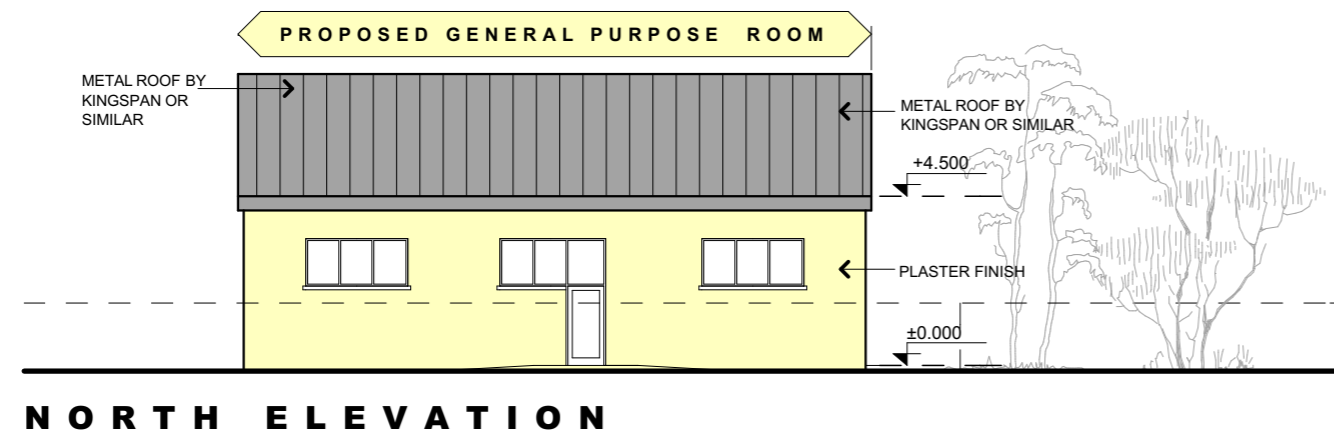 PROPOSED GENERAL PURPOSE ROOM
METAL ROOF BY
KINGSPAN OR
SIMILAR
METAL ROOF BY
KINGSPAN OR SIMILAR
+4.500
PLASTER FINISH
±0.000
NORTH ELEVATION